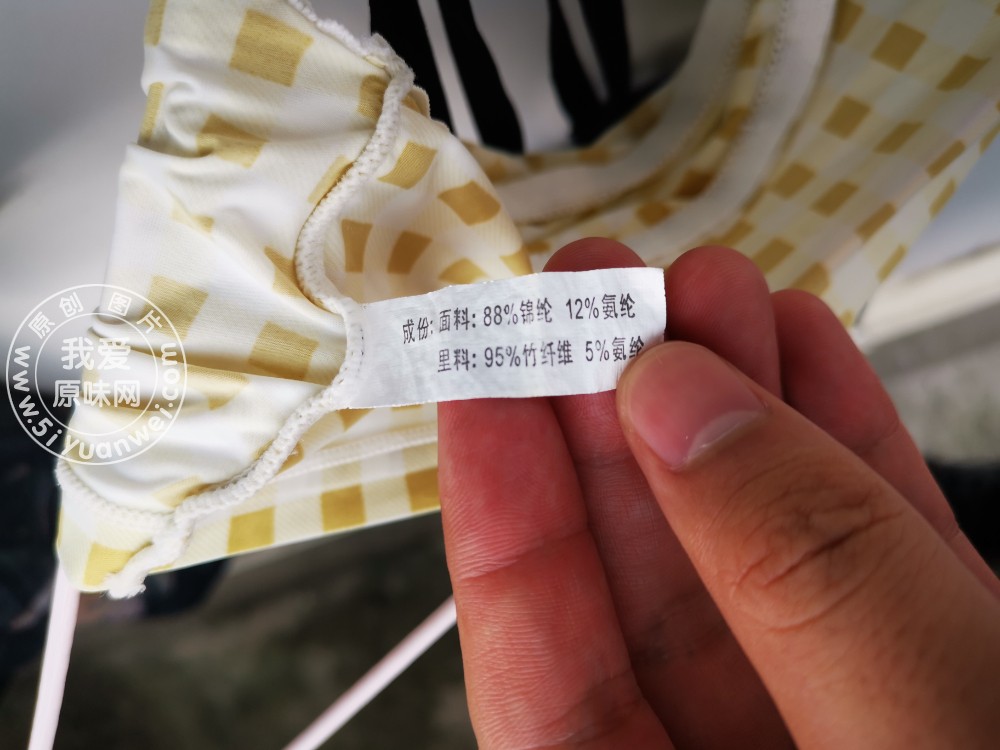 成份: 面料: 88%锦纶 12%氨纶
里料: 95%竹纤维 5%氨纶
原创图片
我爱
原味网
www.5iyuanwei.com